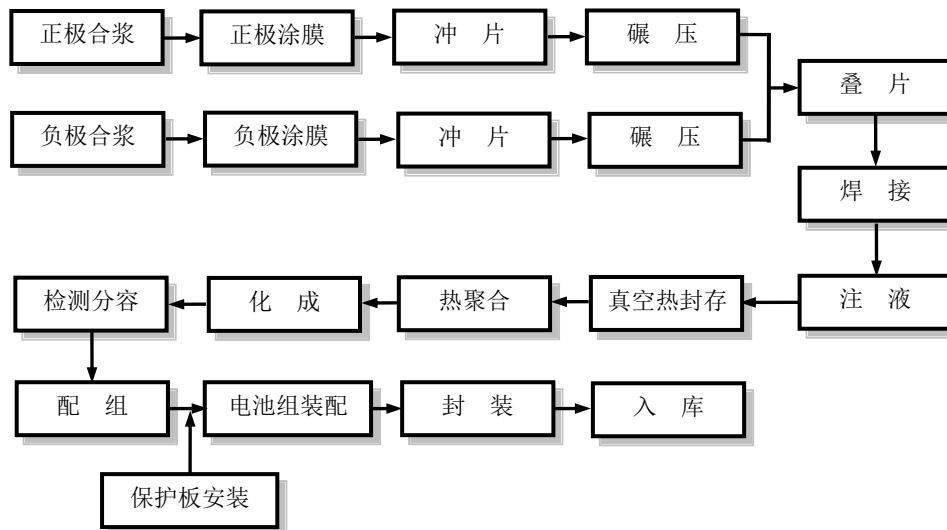 正极合浆
正极涂膜
冲 片
碾 压
叠 片
负极合浆
负极涂膜
冲 片
碾 压
焊 接
检测分容
化 成
热聚合
真空热封存
注 液
配 组
电池组装配
封 装
入 库
保护板安装